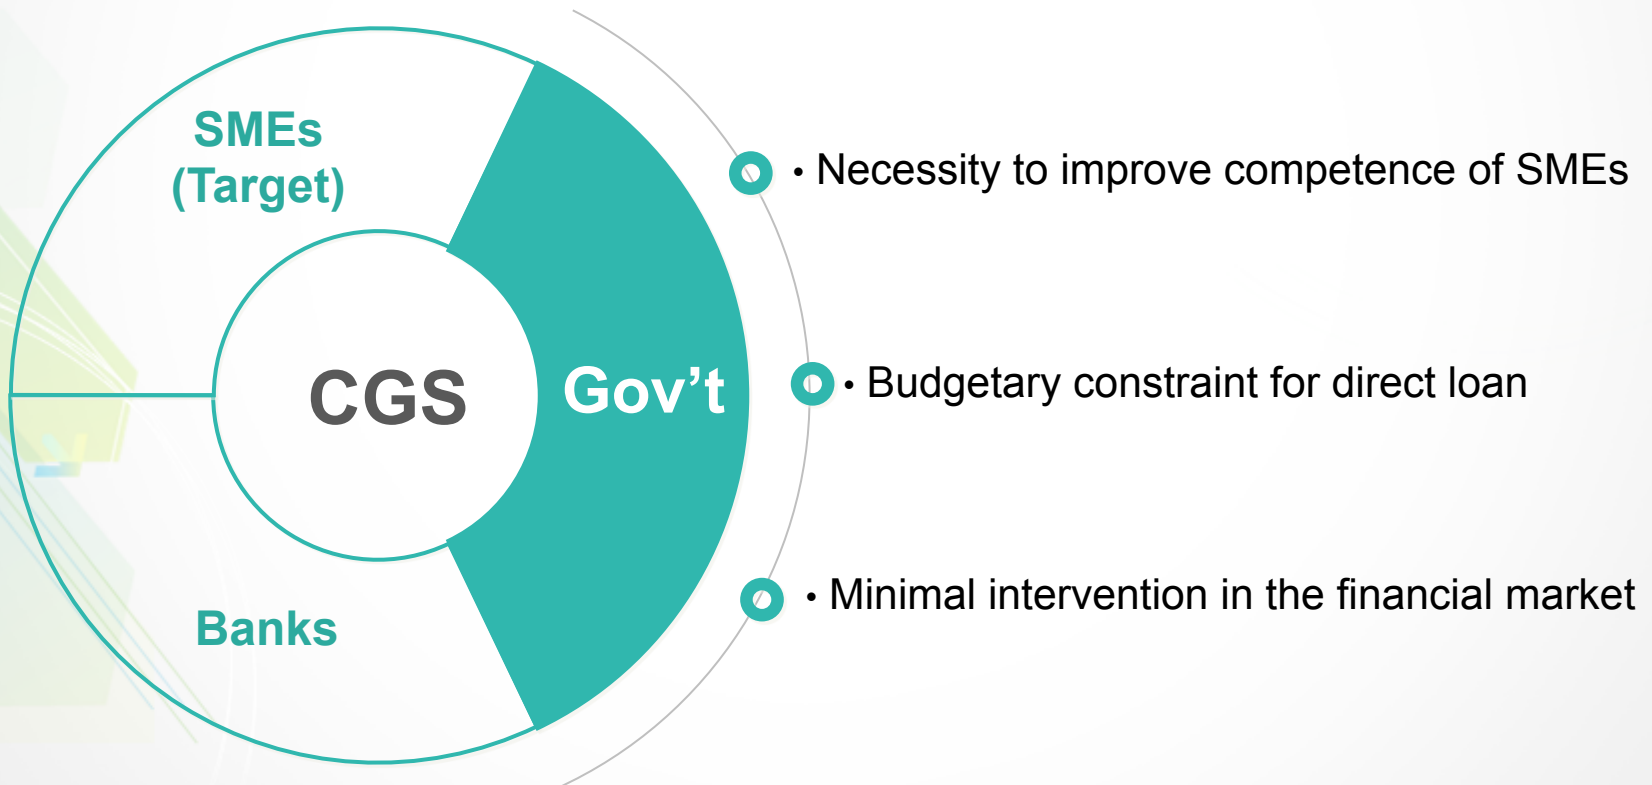 SMEs
(Target)
CGS
Gov’t
Banks
• Necessity to improve competence of SMEs
• Budgetary constraint for direct loan
• Minimal intervention in the financial market